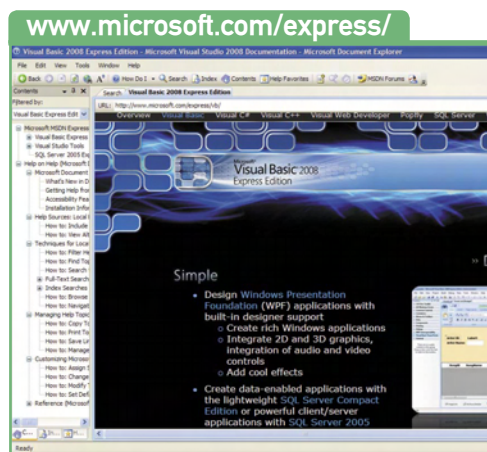 www.microsoft.com/express/
Visual Basic 2008 Express Edition - Microsoft Visual Studio 2008 Documentation - Microsoft Document Explorer
File Edit View Tools Window Help
Back How Do I Search Index Contents Help Favorites MSDN Forums
Contents
Search Visual Basic 2008 Express Edition
Filtered by:
URL: http://www.microsoft.com/express/vb/
Visual Basic Express Edit
Overview Visual Basic Visual C# Visual C++ Visual Web Developer Popfly SQL Server
Microsoft MSDN Express
Visual Basic Express
Visual Studio Tools
SQL Server 2005 Exp
Help on Help (Microsoft D
Microsoft Document
What's New in D
Getting Help fro
Accessibility Fea
Installation Infor
Help Sources: Local
How to: Include
How to: View Alt
Techniques for Loca
How to: Filter He
How to: Find Top
How to: Search
Full-Text Search
Index Searches
How to: Browse
How to: Navigat
Managing Help Topic
How to: Copy To
How to: Print To
How to: Save Lin
How to: Manage
Customizing Microsof
How to: Assign S
How to: Change
How to: Modify T
How to: Set Def
Reference (Microsof
Microsoft
Visual Basic 2008
Express Edition
Simple
Design Windows Presentation
Foundation (WPF) applications with
built-in designer support
Create rich Windows applications
Integrate 2D and 3D graphics,
integration of audio and video
controls
Add cool effects
Create data-enabled applications with
the lightweight SQL Server Compact
Edition or powerful client/server
applications with SQL Server 2005
Ready